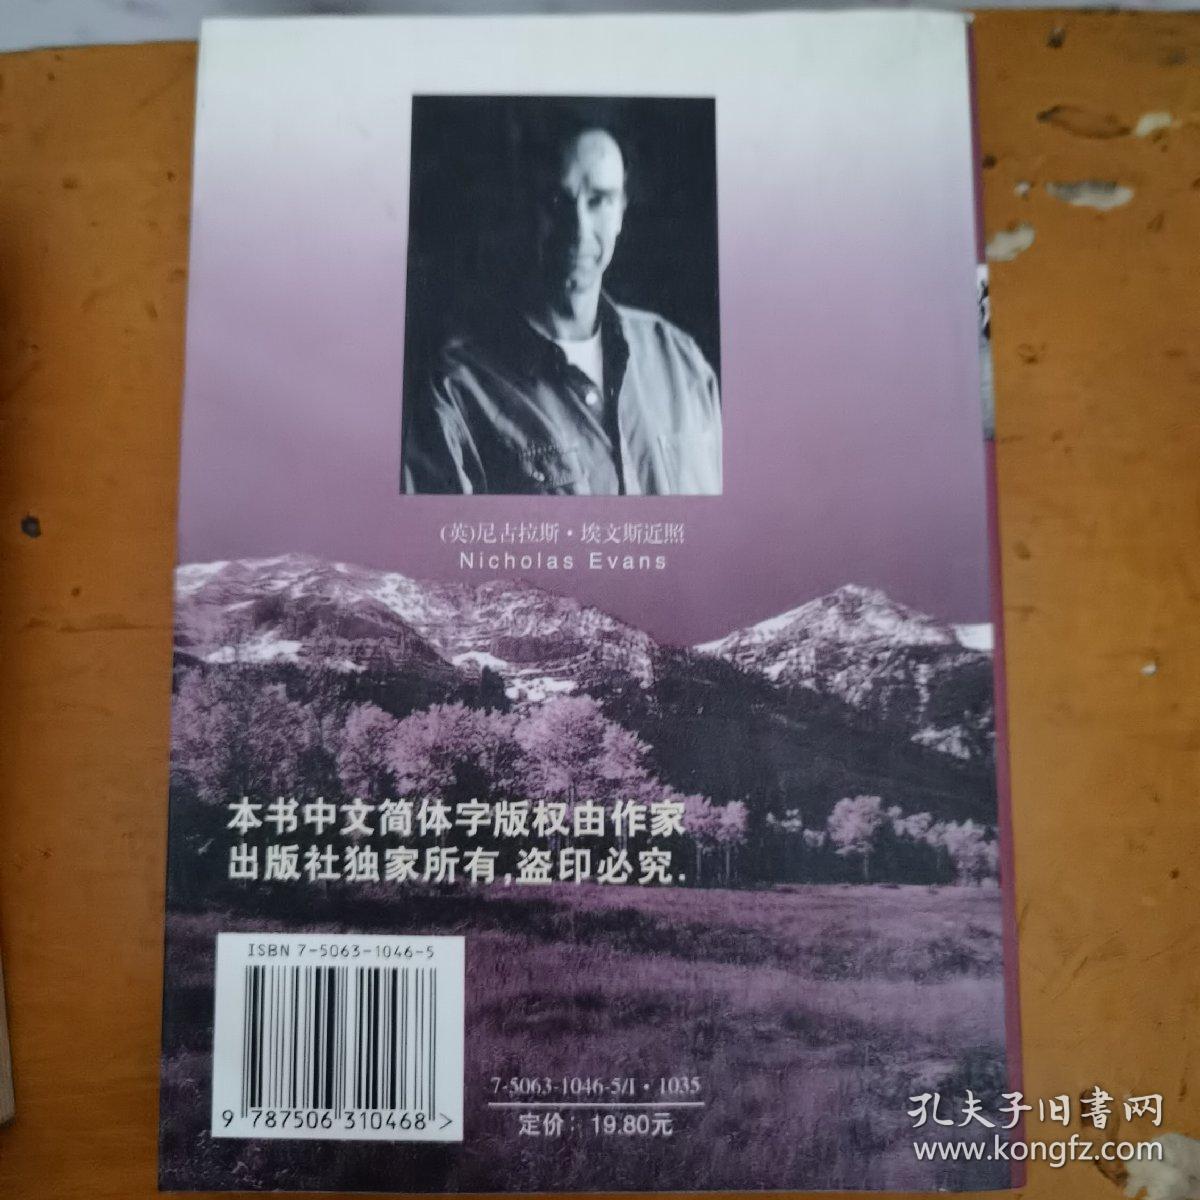 (英)尼古拉斯·埃文斯近照
Nicholas Evans
本书中文简体字版权由作家
出版社独家所有,盗印必究.
ISBN 7-5063-1046-5
9 787506 310468 >
7-5063-1046-5/I·1035
定价: 19.80元
孔夫子旧書网
www.kongfz.com